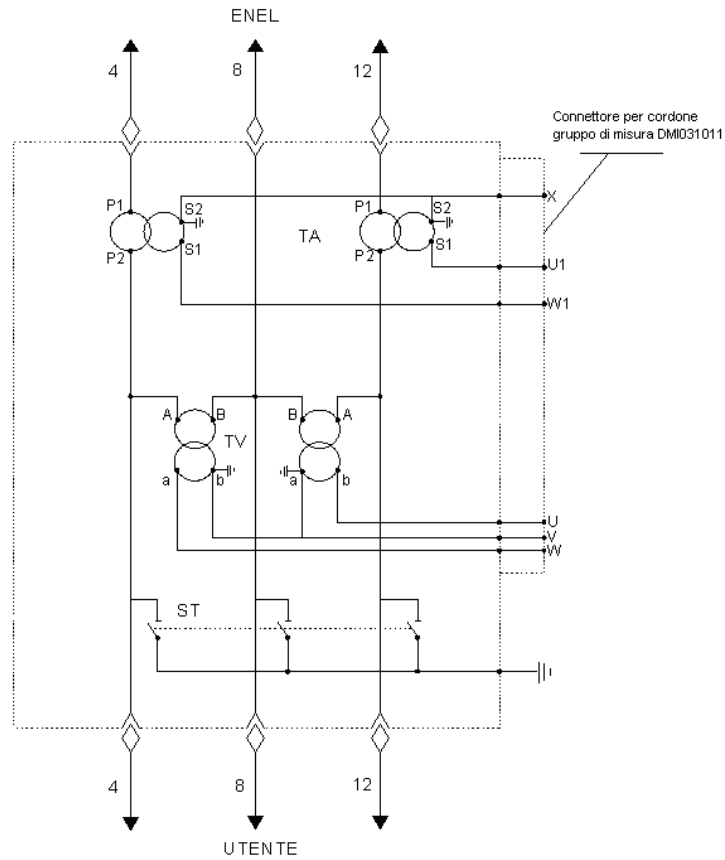 ENEL
4
8
12
Connettore per cordone
gruppo di misura DMI031011
P1
S2
P1
S2
X
TA
S1
S1
P2
P2
U1
W1
A
B
B
A
TV
a
b
a
b
U
V
W
ST
4
8
12
UTENTE